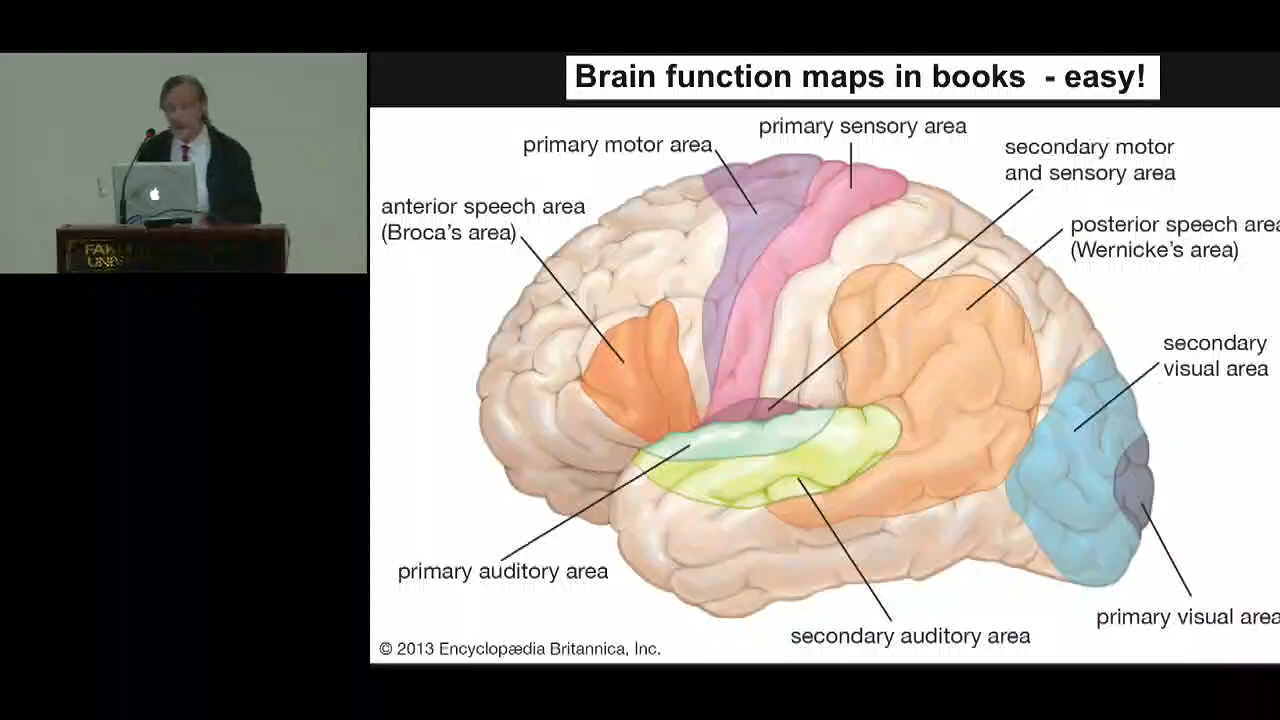 Brain function maps in books - easy!
primary sensory area
primary motor area
secondary motor
and sensory area
anterior speech area
(Broca's area)
posterior speech area
(Wernicke's area)
secondary
visual area
primary auditory area
primary visual area
secondary auditory area
© 2013 Encyclopædia Britannica, Inc.